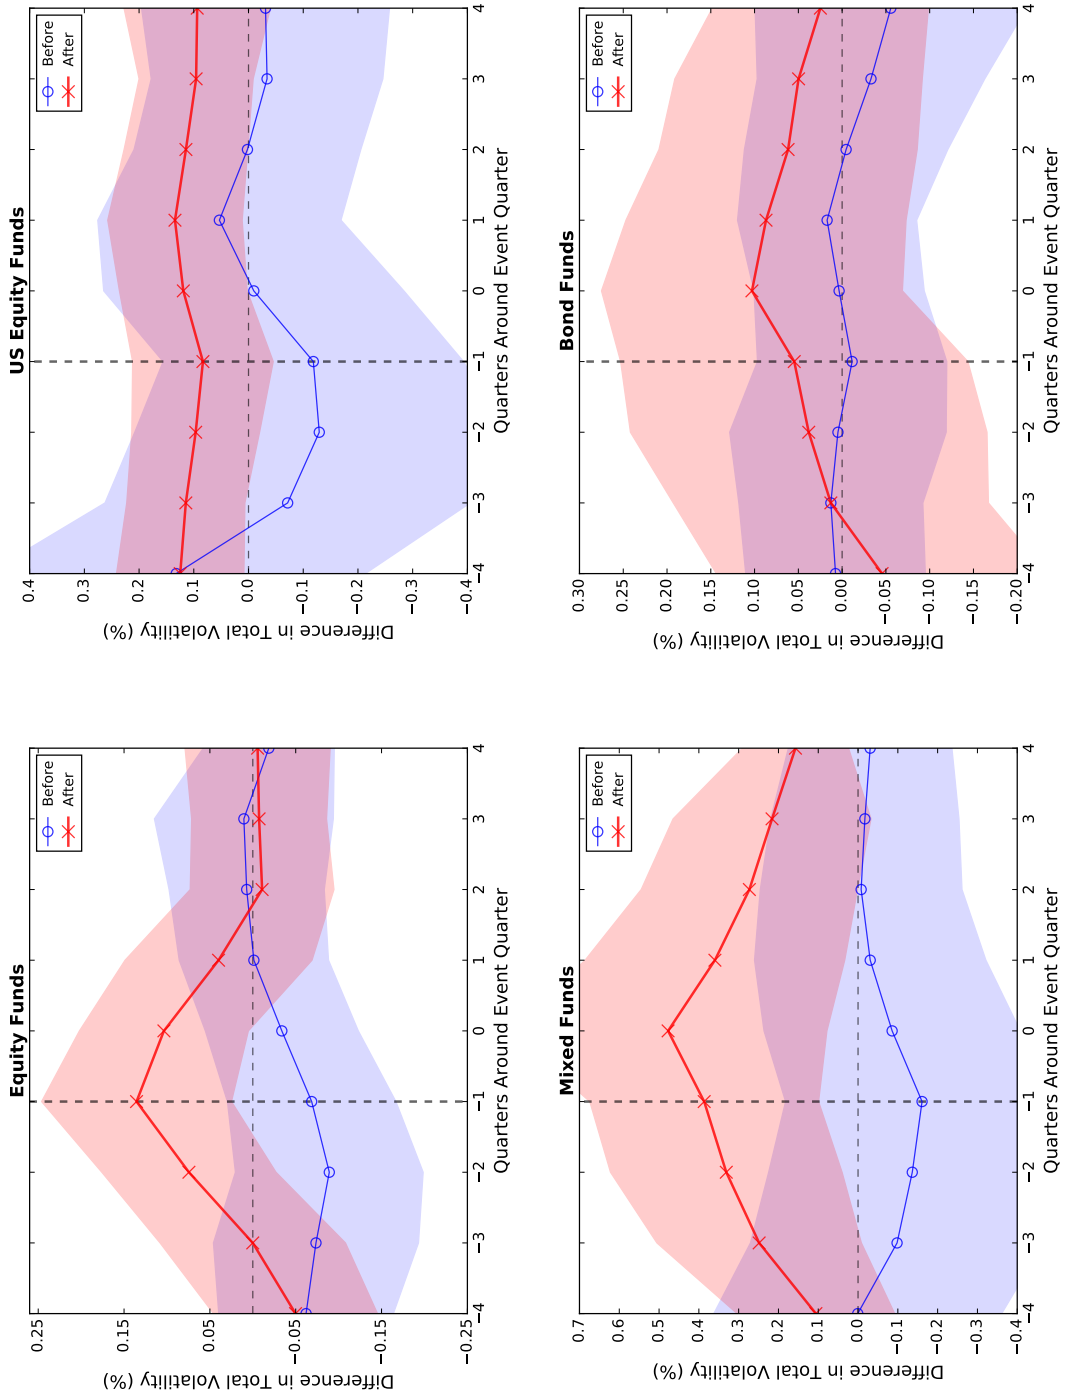 Equity Funds
Before
After
0.25
0.15
0.05
−0.05
−0.15
−0.25
−4 −3 −2 −1 0 1 2 3 4
Difference in Total Volatility (%)
Quarters Around Event Quarter
US Equity Funds
Before
After
0.4
0.3
0.2
0.1
0.0
−0.1
−0.2
−0.3
−0.4
−4 −3 −2 −1 0 1 2 3 4
Difference in Total Volatility (%)
Quarters Around Event Quarter
Mixed Funds
Before
After
0.7
0.6
0.5
0.4
0.3
0.2
0.1
0.0
−0.1
−0.2
−0.3
−0.4
−4 −3 −2 −1 0 1 2 3 4
Difference in Total Volatility (%)
Quarters Around Event Quarter
Bond Funds
Before
After
0.30
0.25
0.20
0.15
0.10
0.05
0.00
−0.05
−0.10
−0.15
−0.20
−4 −3 −2 −1 0 1 2 3 4
Difference in Total Volatility (%)
Quarters Around Event Quarter